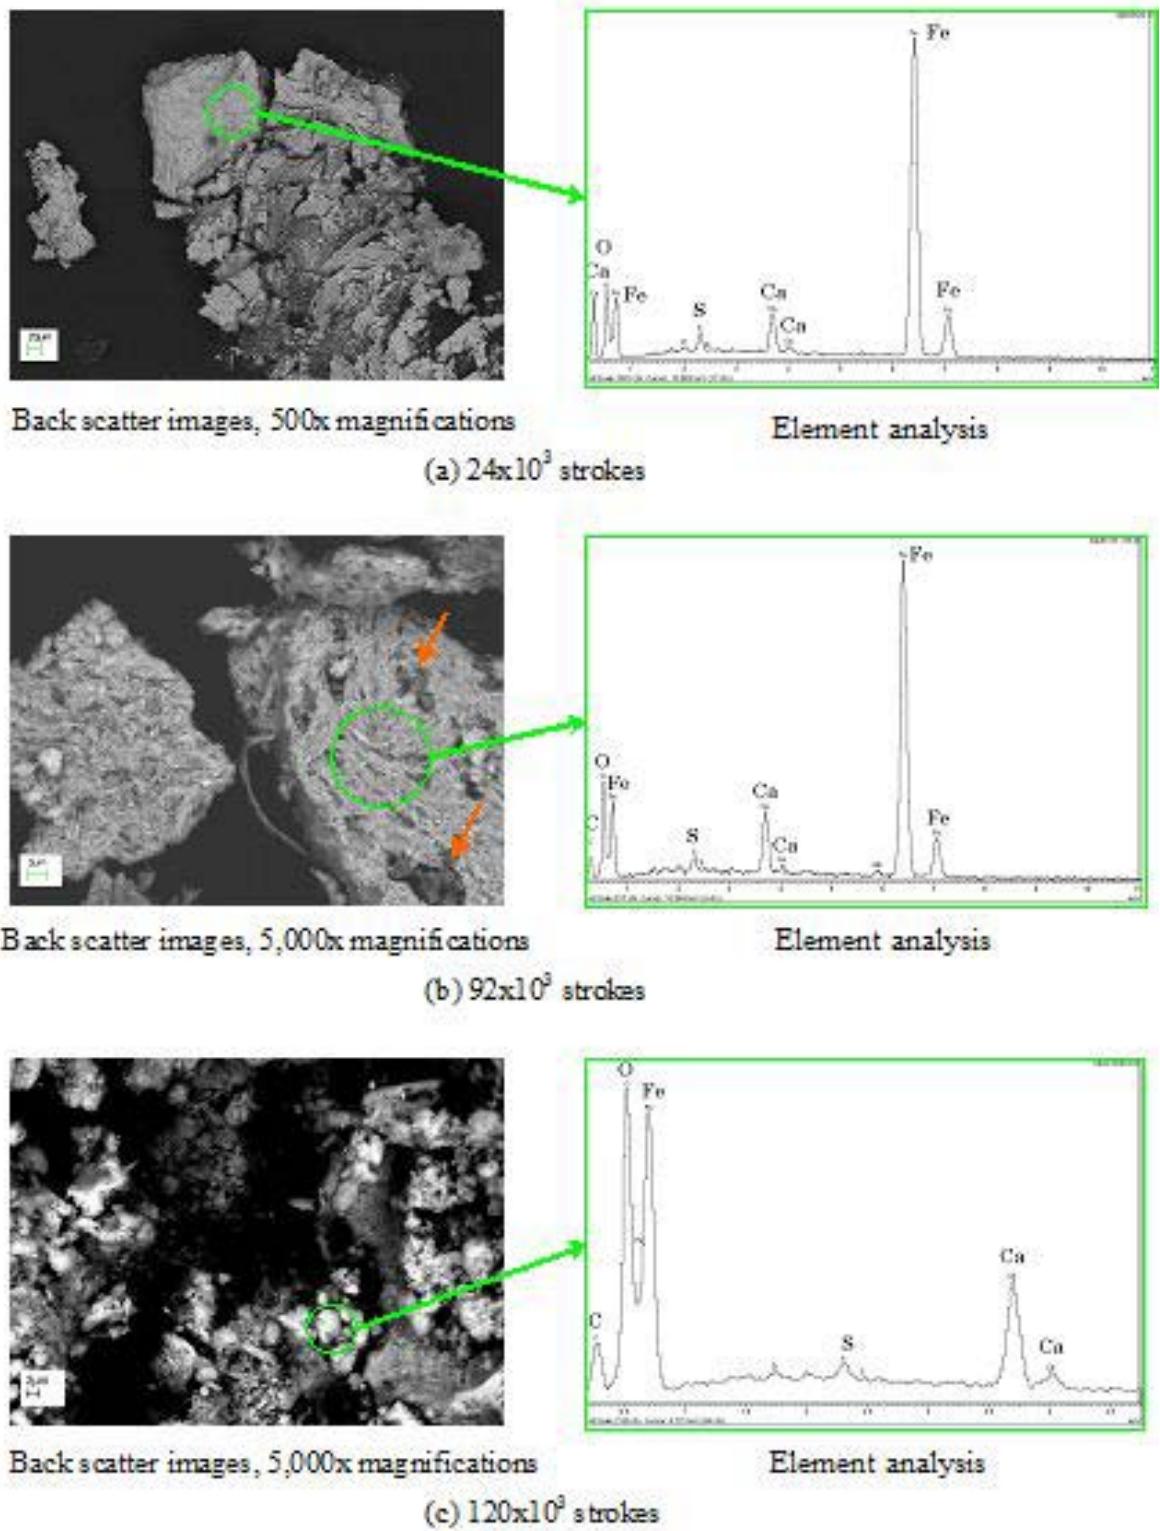 Fe
O
Ca
Fe
S
Ca
Ca
Fe
Back scatter images, 500x magnifications
Element analysis
(a) 24x10³ strokes
Fe
O
Fe
C
S
Ca
Ca
Fe
Back scatter images, 5,000x magnifications
Element analysis
(b) 92x10³ strokes
O
Fe
C
S
Ca
Ca
2µm
Back scatter images, 5,000x magnifications
Element analysis
(c) 120x10³ strokes